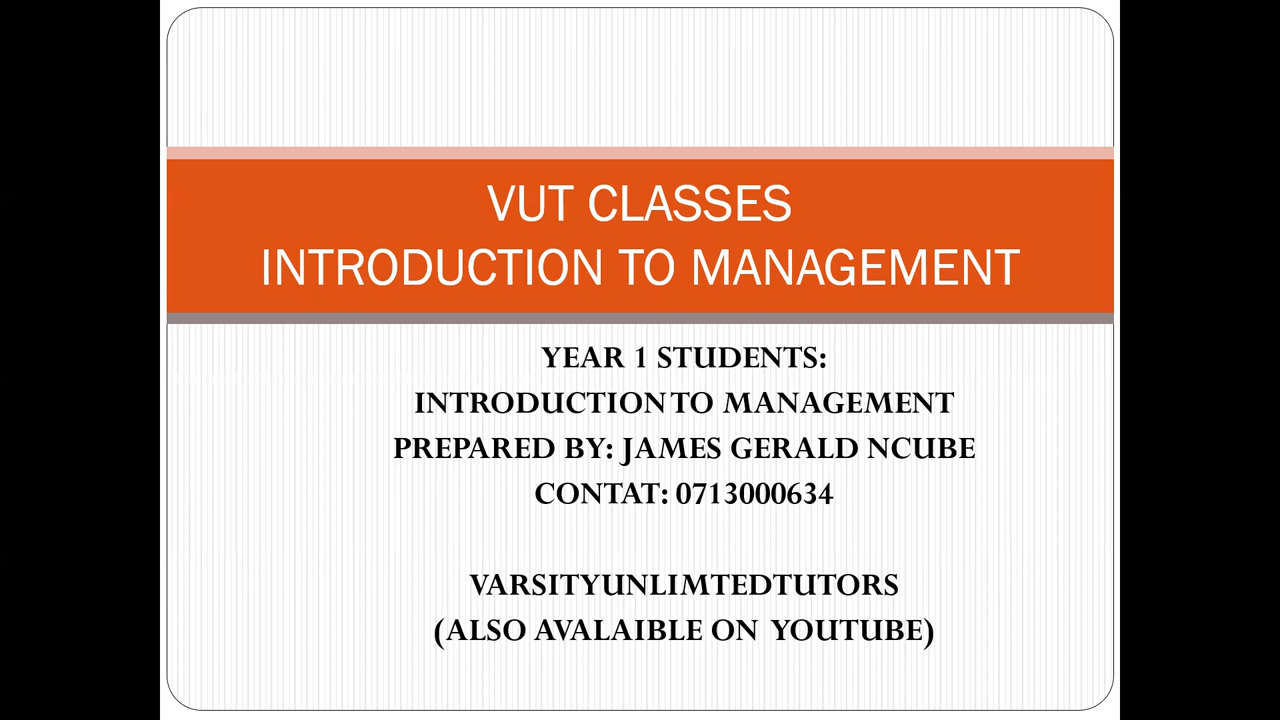 VUT CLASSES
INTRODUCTION TO MANAGEMENT
YEAR 1 STUDENTS:
INTRODUCTION TO MANAGEMENT
PREPARED BY: JAMES GERALD NCUBE
CONTAT: 0713000634
VARSITYUNLIMTEDTUTORS
(ALSO AVALAIBLE ON YOUTUBE)